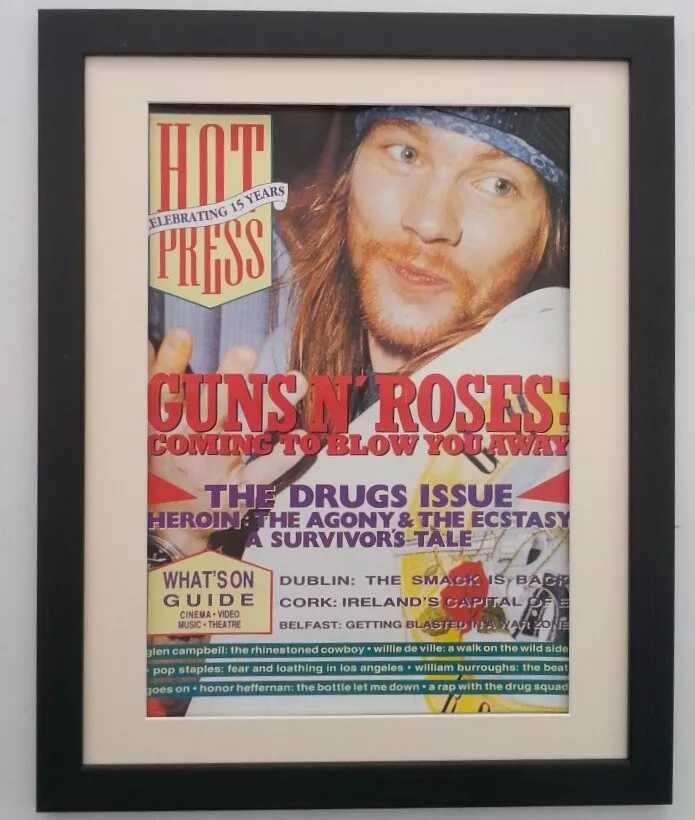 HOT
CELEBRATING 15 YEARS
PRESS
GUNS N' ROSES:
COMING TO BLOW YOU AWAY
THE DRUGS ISSUE
HEROIN: THE AGONY & THE ECSTASY
A SURVIVOR'S TALE
WHAT'S ON
GUIDE
CINEMA • VIDEO
MUSIC • THEATRE
DUBLIN: THE SMACK IS BACK
CORK: IRELAND'S CAPITAL OF E
BELFAST: GETTING BLASTED IN A WAR ZONE
glen campbell: the rhinestoned cowboy • willie de ville: a walk on the wild side
• pop staples: fear and loathing in los angeles • william burroughs: the beat
goes on • honor heffernan: the bottle let me down • a rap with the drug squad